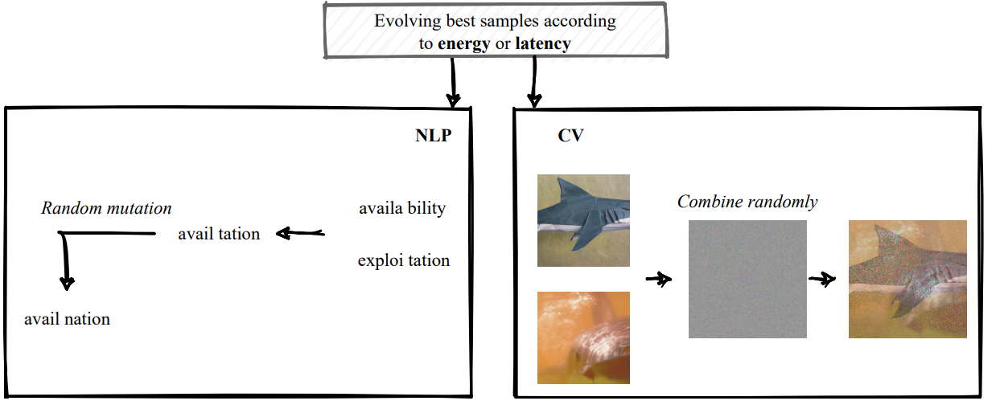 Evolving best samples according
to energy or latency
NLP
Random mutation
avail tation
availa bility
exploi tation
avail nation
CV
Combine randomly